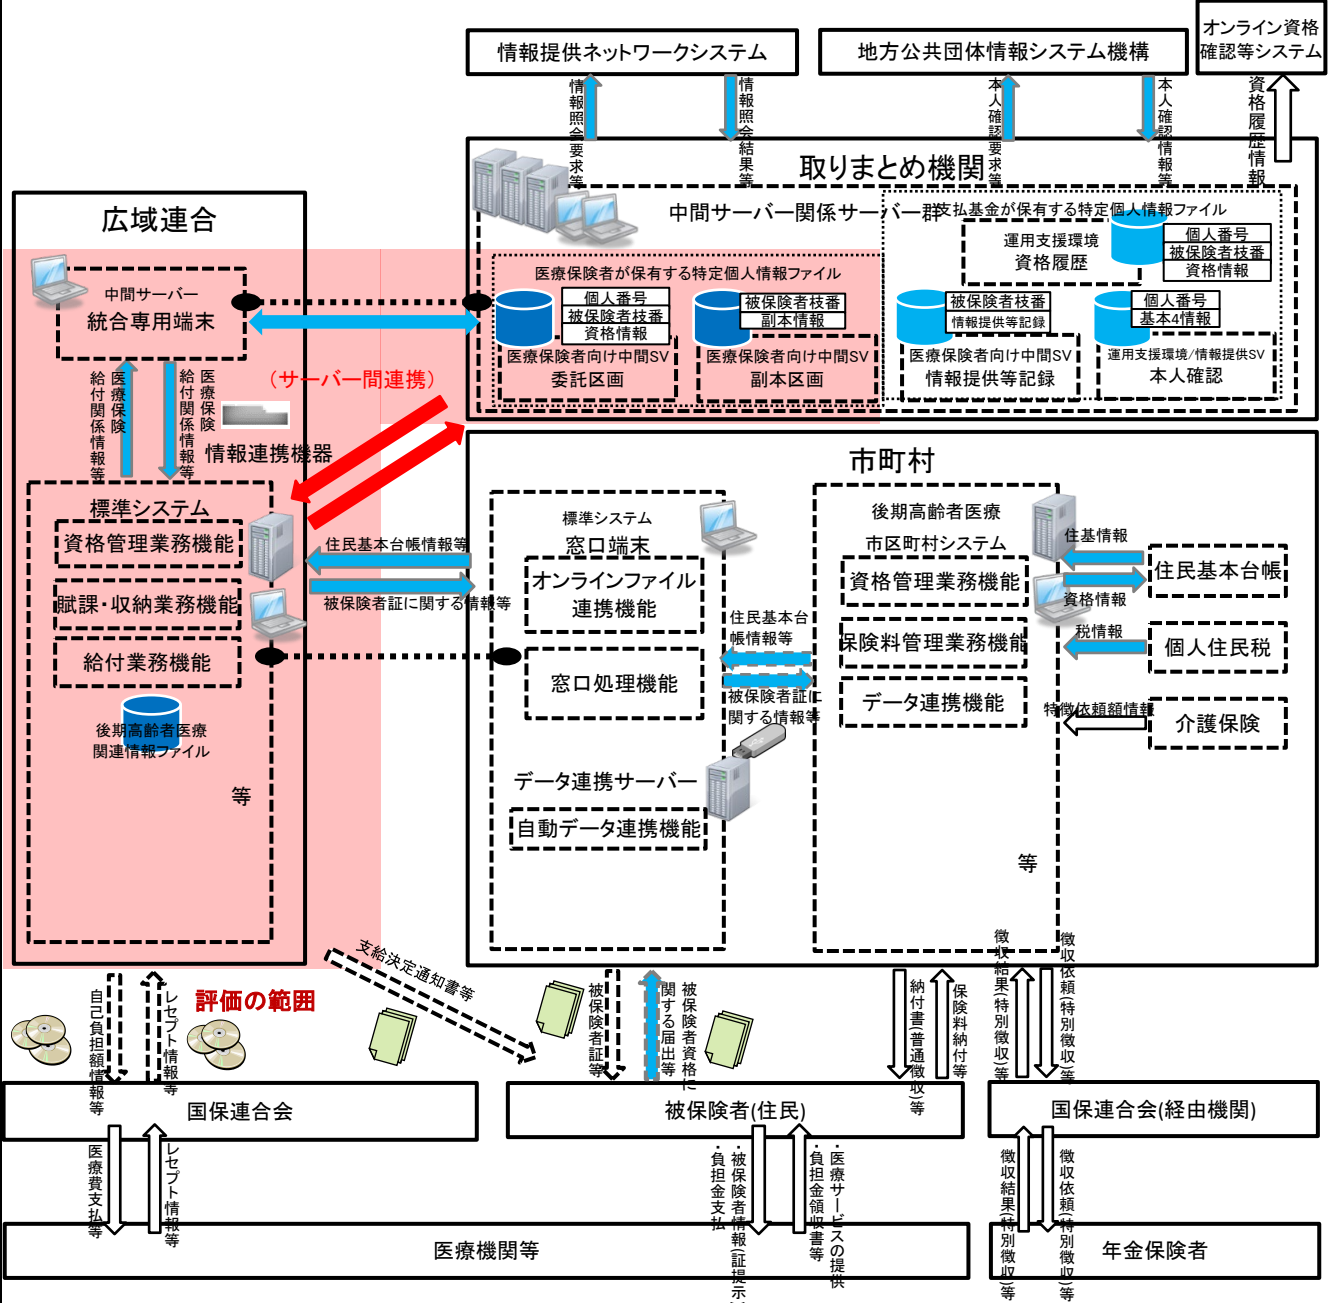 オンライン資格
確認等システム
情報提供ネットワークシステム
地方公共団体情報システム機構
情報照会要求等
情報照会結果等
本人確認要求等
本人確認情報等
資格履歴情報
取りまとめ機関
中間サーバー関係サーバー群
支払基金が保有する特定個人情報ファイル
運用支援環境
資格履歴
個人番号
被保険者枝番
資格情報
医療保険者が保有する特定個人情報ファイル
個人番号
被保険者枝番
資格情報
医療保険者向け中間SV
委託区画
被保険者枝番
副本情報
医療保険者向け中間SV
副本区画
被保険者枝番
情報提供等記録
医療保険者向け中間SV
情報提供等記録
個人番号
基本4情報
運用支援環境/情報提供SV
本人確認
広域連合
中間サーバー
統合専用端末
医療保険
給付関係情報等
医療保険
給付関係情報等
(サーバー間連携)
情報連携機器
標準システム
資格管理業務機能
賦課・収納業務機能
給付業務機能
後期高齢者医療
関連情報ファイル
等
住民基本台帳情報等
被保険者証に関する情報等
市町村
標準システム
窓口端末
オンラインファイル
連携機能
窓口処理機能
データ連携サーバー
自動データ連携機能
住民基本台
帳情報等
被保険者証に
関する情報等
後期高齢者医療
市区町村システム
資格管理業務機能
保険料管理業務機能
データ連携機能
等
住基情報
資格情報
税情報
特徴依頼額情報
住民基本台帳
個人住民税
介護保険
評価の範囲
自己負担額情報等
レセプト情報等
支給決定通知書等
被保険者証等
被保険者資格に
関する届出等
納付書(普通徴収)等
保険料納付等
徴収結果(特別徴収)等
徴収依頼(特別徴収)等
国保連合会
被保険者(住民)
国保連合会(経由機関)
医療費支払等
レセプト情報等
・被保険者情報(証提示
・負担金支払
・医療サービスの提供
・負担金領収書等
徴収結果(特別徴収)等
徴収依頼(特別徴収)等
医療機関等
年金保険者